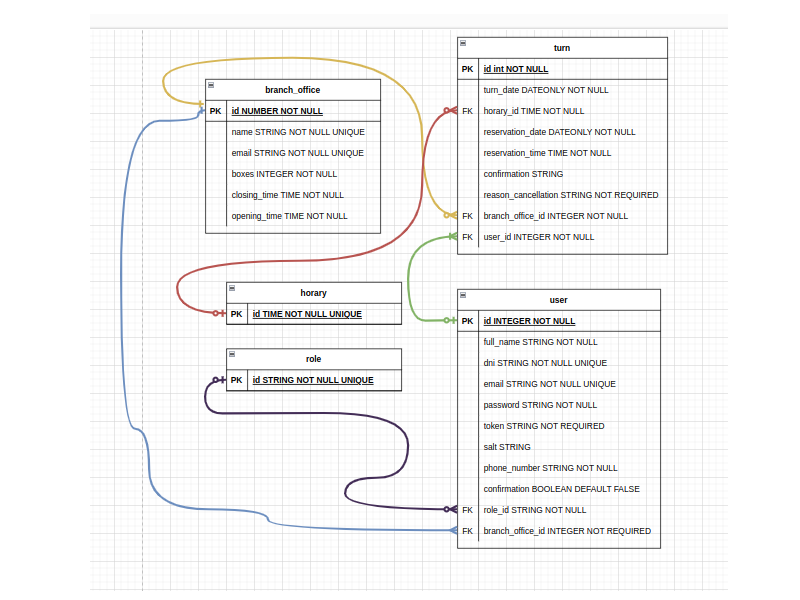 branch_office
PK id NUMBER NOT NULL
name STRING NOT NULL UNIQUE
email STRING NOT NULL UNIQUE
boxes INTEGER NOT NULL
closing_time TIME NOT NULL
opening_time TIME NOT NULL
horary
PK id TIME NOT NULL UNIQUE
role
PK id STRING NOT NULL UNIQUE
turn
PK id int NOT NULL
turn_date DATEONLY NOT NULL
FK horary_id TIME NOT NULL
reservation_date DATEONLY NOT NULL
reservation_time TIME NOT NULL
confirmation STRING
reason_cancellation STRING NOT REQUIRED
FK branch_office_id INTEGER NOT NULL
FK user_id INTEGER NOT NULL
user
PK id INTEGER NOT NULL
full_name STRING NOT NULL
dni STRING NOT NULL UNIQUE
email STRING NOT NULL UNIQUE
password STRING NOT NULL
token STRING NOT REQUIRED
salt STRING
phone_number STRING NOT NULL
confirmation BOOLEAN DEFAULT FALSE
FK role_id STRING NOT NULL
FK branch_office_id INTEGER NOT REQUIRED